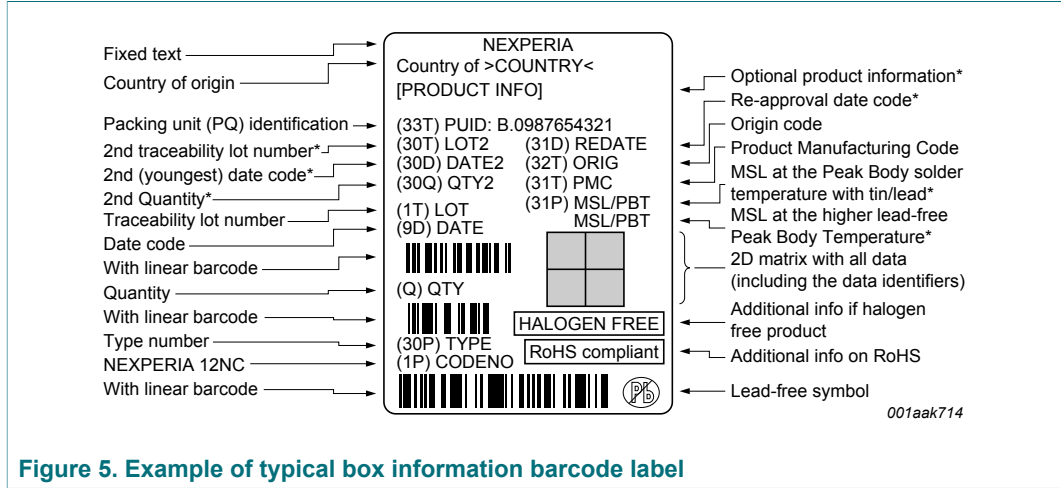 Fixed text
Country of origin
Packing unit (PQ) identification
2nd traceability lot number*
2nd (youngest) date code*
2nd Quantity*
Traceability lot number
Date code
With linear barcode
Quantity
With linear barcode
Type number
NEXPERIA 12NC
With linear barcode
NEXPERIA
Country of >COUNTRY<
[PRODUCT INFO]
(33T) PUID: B.0987654321
(30T) LOT2 (31D) REDATE
(30D) DATE2 (32T) ORIG
(30Q) QTY2 (31T) PMC
(31P) MSL/PBT
(1T) LOT MSL/PBT
(9D) DATE
(Q) QTY
HALOGEN FREE
(30P) TYPE
RoHS compliant
(1P) CODENO
Pb
Optional product information*
Re-approval date code*
Origin code
Product Manufacturing Code
MSL at the Peak Body solder
temperature with tin/lead*
MSL at the higher lead-free
Peak Body Temperature*
2D matrix with all data
(including the data identifiers)
Additional info if halogen
free product
Additional info on RoHS
Lead-free symbol
001aak714
Figure 5. Example of typical box information barcode label